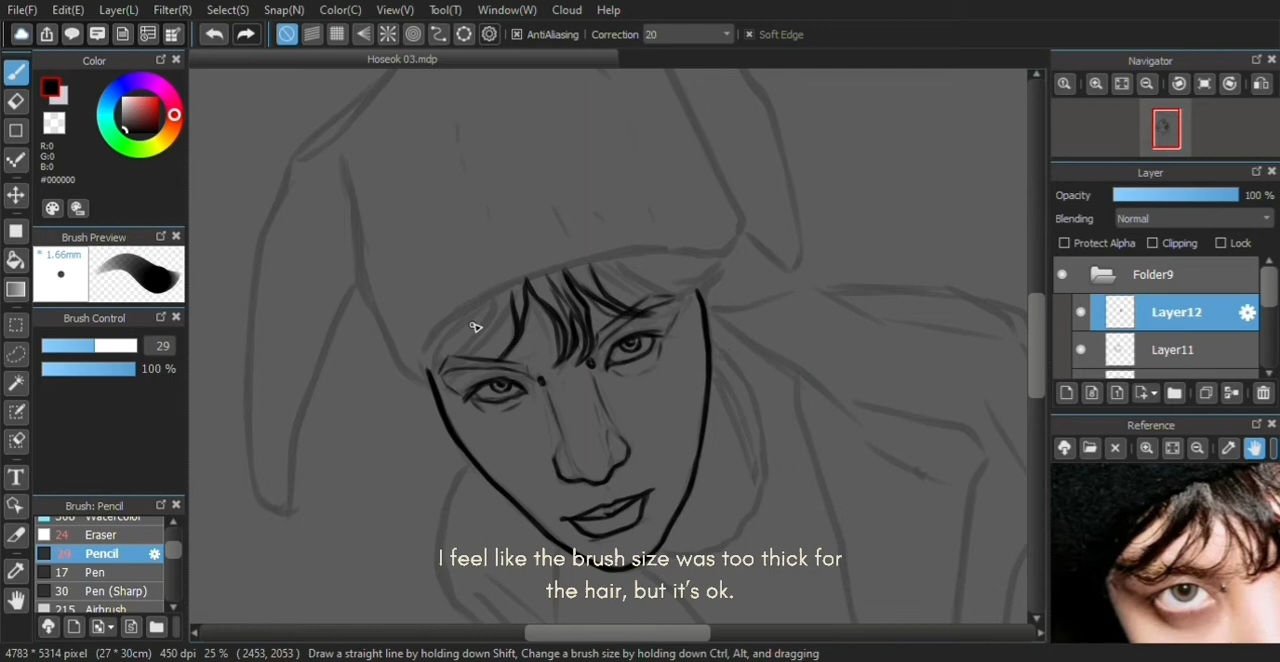 File(F) Edit(E) Layer(L) Filter(R) Select(S) Snap(N) Color(C) View(V) Tool(T) Window(W) Cloud Help
AntiAliasing Correction 20 Soft Edge
Color
Hoseok 03.mdp
Navigator
R:0
G:0
B:0
#000000
Layer
Opacity 100 %
Blending Normal
Protect Alpha Clipping Lock
Brush Preview
* 1.66mm
Folder9
Brush Control
Layer12
29
100 %
Layer11
Reference
T
Brush: Pencil
Watercolor
24 Eraser
29 Pencil
17 Pen
30 Pen (Sharp)
215 Airbrush
I feel like the brush size was too thick for
the hair, but it's ok.
4783 * 5314 pixel (27 * 30cm) 450 dpi 25 % ( 2453, 2053 ) Draw a straight line by holding down Shift, Change a brush size by holding down Ctrl, Alt, and dragging